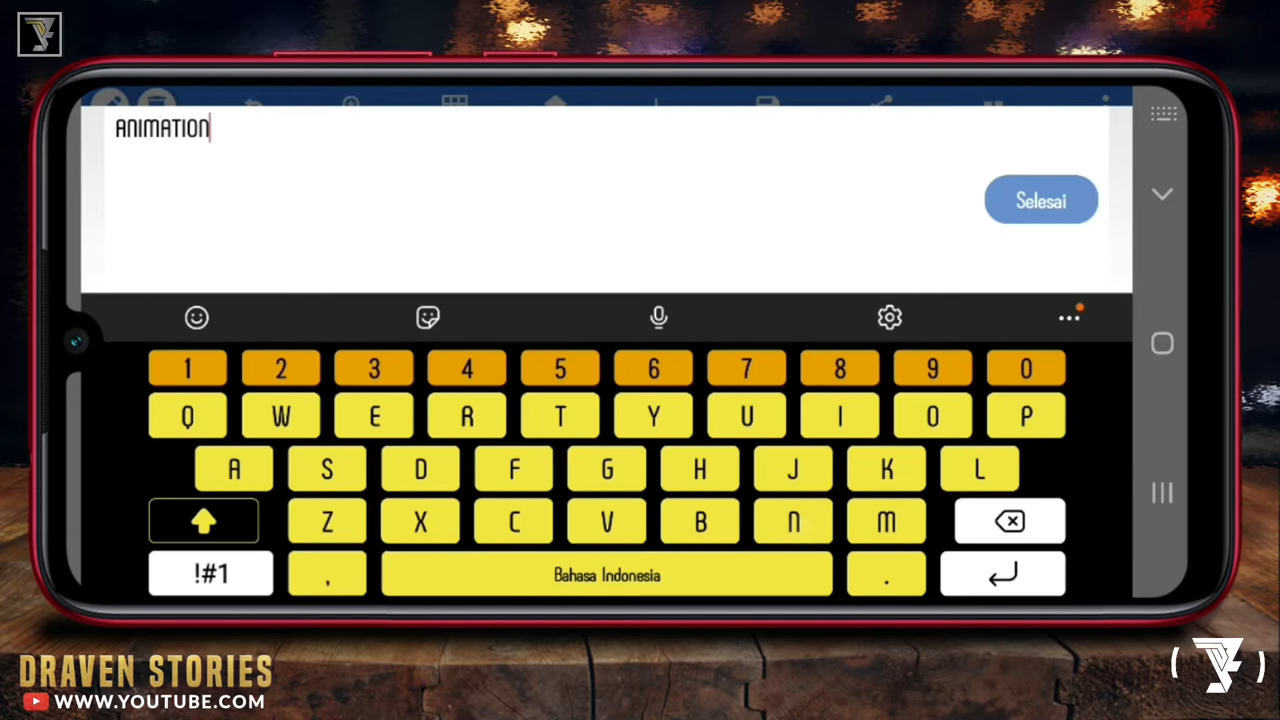 ANIMATION
Selesai
1 2 3 4 5 6 7 8 9 0
Q W E R T Y U I O P
A S D F G H J K L
Z X C V B N M
!#1 , Bahasa Indonesia .
DRAVEN STORIES
WWW.YOUTUBE.COM